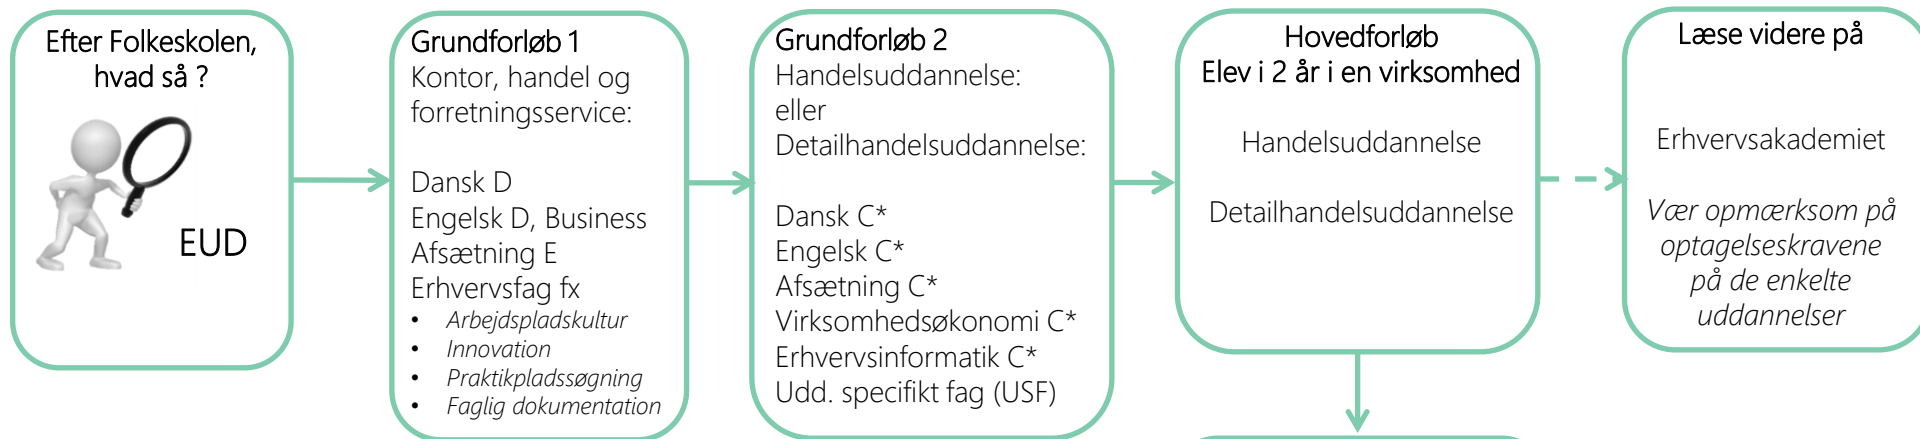 Efter Folkeskolen,
hvad så ?
EUD
Grundforløb 1
Kontor, handel og
forretningsservice:
Dansk D
Engelsk D, Business
Afsætning E
Erhvervsfag fx
• Arbejdspladskultur
• Innovation
• Praktikpladssøgning
• Faglig dokumentation
Grundforløb 2
Handelsuddannelse:
eller
Detailhandelsuddannelse:
Dansk C*
Engelsk C*
Afsætning C*
Virksomhedsøkonomi C*
Erhvervsinformatik C*
Udd. specifikt fag (USF)
Hovedforløb
Elev i 2 år i en virksomhed
Handelsuddannelse
Detailhandelsuddannelse
Læse videre på
Erhvervsakademiet
Vær opmærksom på
optagelseskravene
på de enkelte
uddannelser